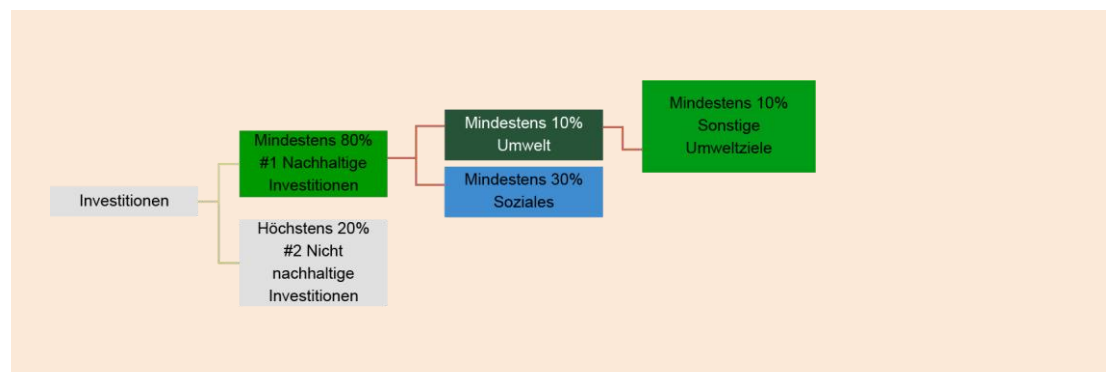 Investitionen
Mindestens 80%
#1 Nachhaltige
Investitionen
Höchstens 20%
#2 Nicht
nachhaltige
Investitionen
Mindestens 10%
Umwelt
Mindestens 30%
Soziales
Mindestens 10%
Sonstige
Umweltziele